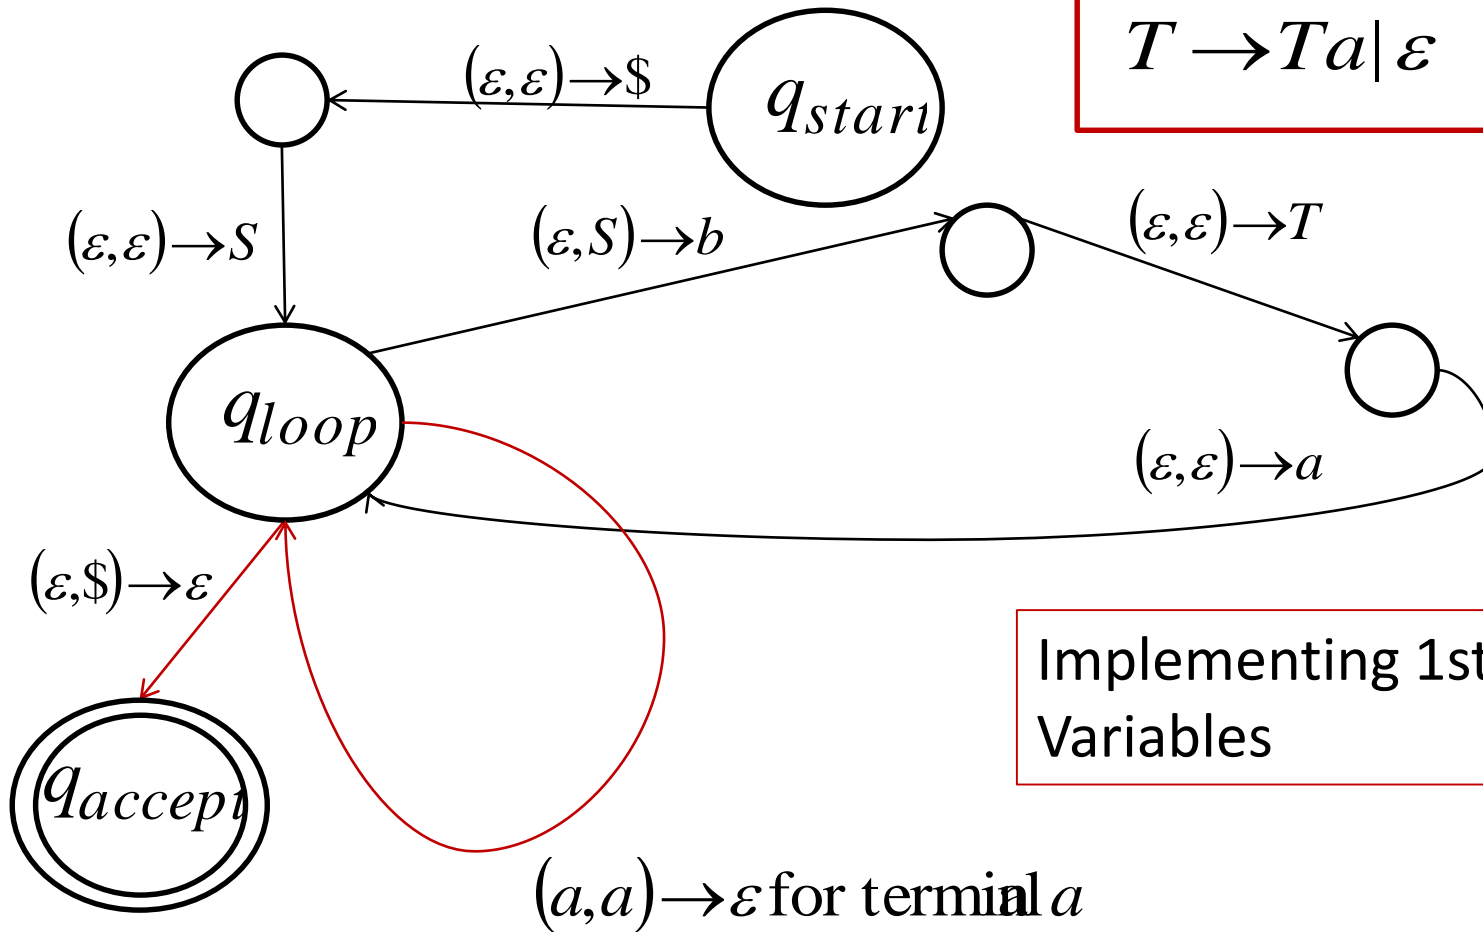 T → Ta | ε
(ε,ε)→$
q_start
(ε,ε)→S
(ε,S)→b
(ε,ε)→T
q_loop
(ε,ε)→a
(ε,$)→ε
Implementing 1st
Variables
q_accept
(a,a)→ε for terminal a